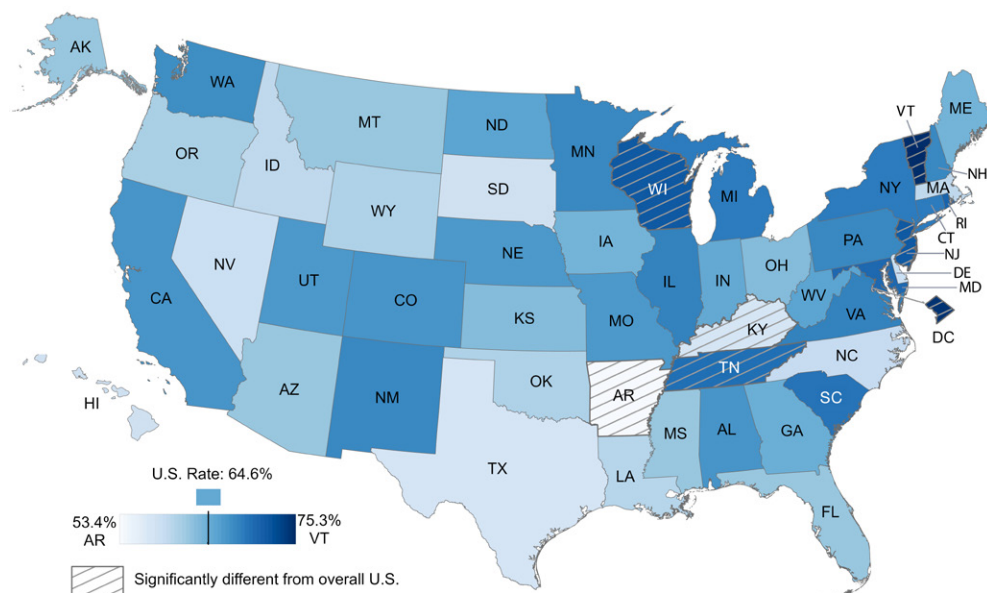 AK
WA
MT
ND
MN
VT
ME
OR
ID
SD
WI
MI
NY
MA
NH
RI
CT
WY
IA
PA
NJ
NV
NE
OH
DE
UT
IL
IN
MD
CA
CO
WV
VA
KS
MO
KY
DC
NC
TN
AZ
OK
AR
SC
NM
HI
MS
AL
GA
TX
LA
FL
U.S. Rate: 64.6%
53.4%
AR
75.3%
VT
Significantly different from overall U.S.